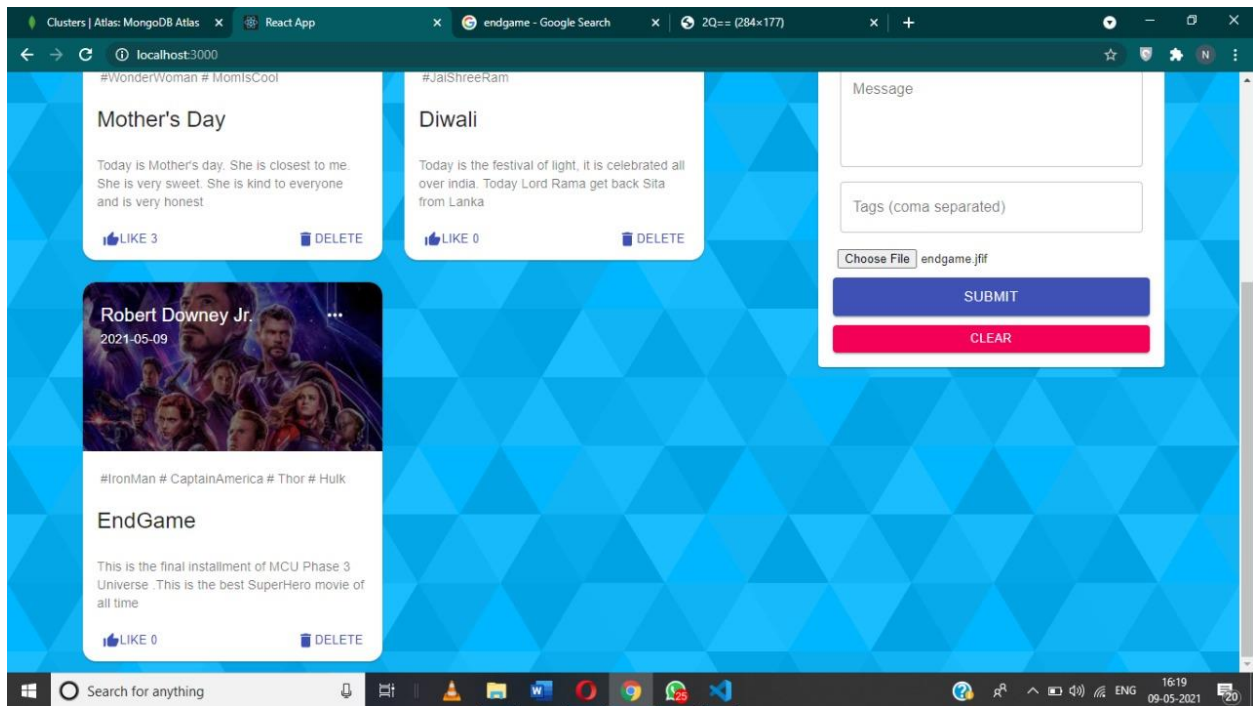 Clusters | Atlas: MongoDB Atlas
React App
endgame - Google Search
2Q== (284×177)
localhost:3000
N
#WonderWoman # MomIsCool
Mother's Day
Today is Mother's day. She is closest to me.
She is very sweet. She is kind to everyone
and is very honest
LIKE 3
DELETE
#JaiShreeRam
Diwali
Today is the festival of light, it is celebrated all
over india. Today Lord Rama get back Sita
from Lanka
LIKE 0
DELETE
Message
Tags (coma separated)
Choose File endgame.jfif
SUBMIT
CLEAR
Robert Downey Jr.
2021-05-09
#IronMan # CaptainAmerica # Thor # Hulk
EndGame
This is the final installment of MCU Phase 3
Universe .This is the best SuperHero movie of
all time
LIKE 0
DELETE
Search for anything
W
25
ENG
16:19
09-05-2021
20